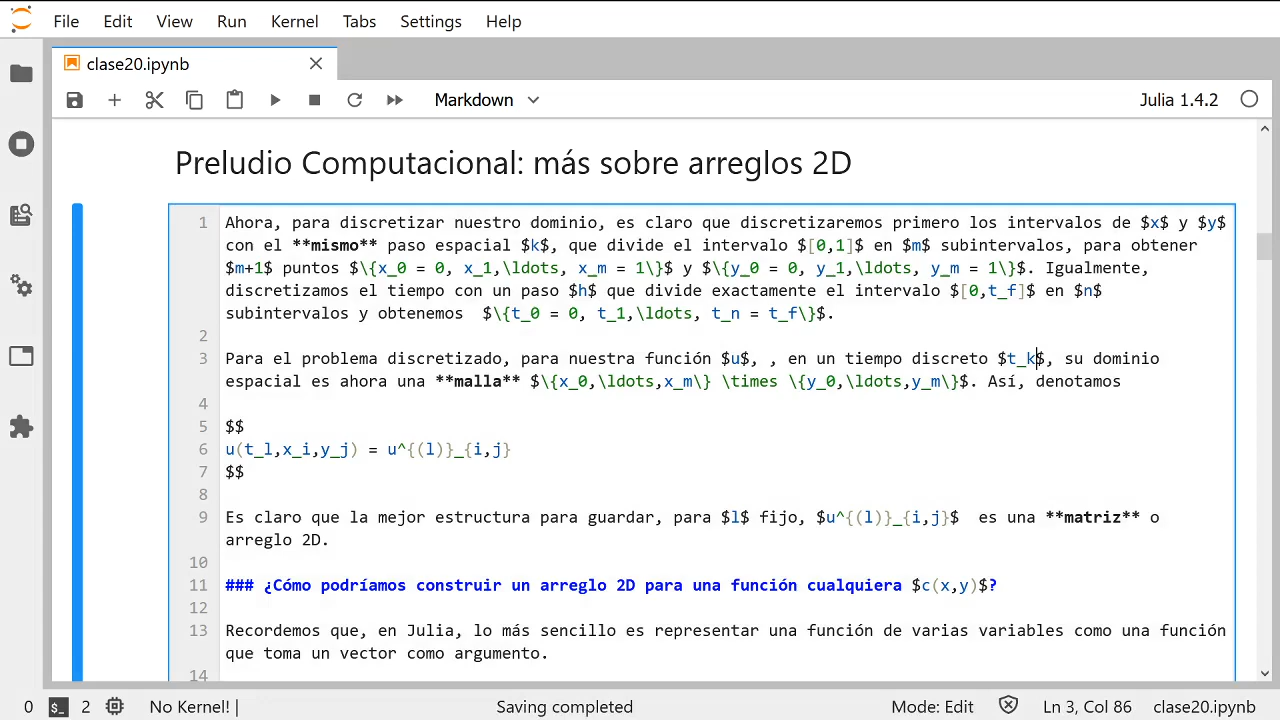 File Edit View Run Kernel Tabs Settings Help
clase20.ipynb
Markdown
Julia 1.4.2
Preludio Computacional: más sobre arreglos 2D
1 Ahora, para discretizar nuestro dominio, es claro que discretizaremos primero los intervalos de $x$ y $y$
con el **mismo** paso espacial $k$, que divide el intervalo $[0,1]$ en $m$ subintervalos, para obtener
$m+1$ puntos $\{x_0 = 0, x_1,\ldots, x_m = 1\}$ y $\{y_0 = 0, y_1,\ldots, y_m = 1\}$. Igualmente,
discretizamos el tiempo con un paso $h$ que divide exactamente el intervalo $[0,t_f]$ en $n$
subintervalos y obtenemos  $\{t_0 = 0, t_1,\ldots, t_n = t_f\}$.
2
3 Para el problema discretizado, para nuestra función $u$, , en un tiempo discreto $t_k$, su dominio
espacial es ahora una **malla** $\{x_0,\ldots,x_m\} \times \{y_0,\ldots,y_m\}$. Así, denotamos
4
5 $$
6 u(t_l,x_i,y_j) = u^{(l)}_{i,j}
7 $$
8
9 Es claro que la mejor estructura para guardar, para $l$ fijo, $u^{(l)}_{i,j}$  es una **matriz** o
arreglo 2D.
10
11 ### ¿Cómo podríamos construir un arreglo 2D para una función cualquiera $c(x,y)$?
12
13 Recordemos que, en Julia, lo más sencillo es representar una función de varias variables como una función
que toma un vector como argumento.
14
0 $_ 2 No Kernel! | Saving completed Mode: Edit Ln 3, Col 86 clase20.ipynb